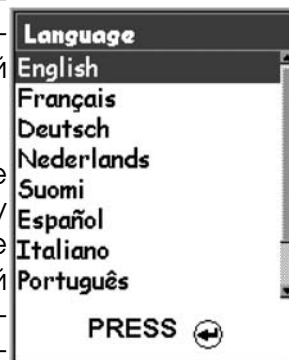 Language
English
Français
Deutsch
Nederlands
Suomi
Español
Italiano
Português
PRESS